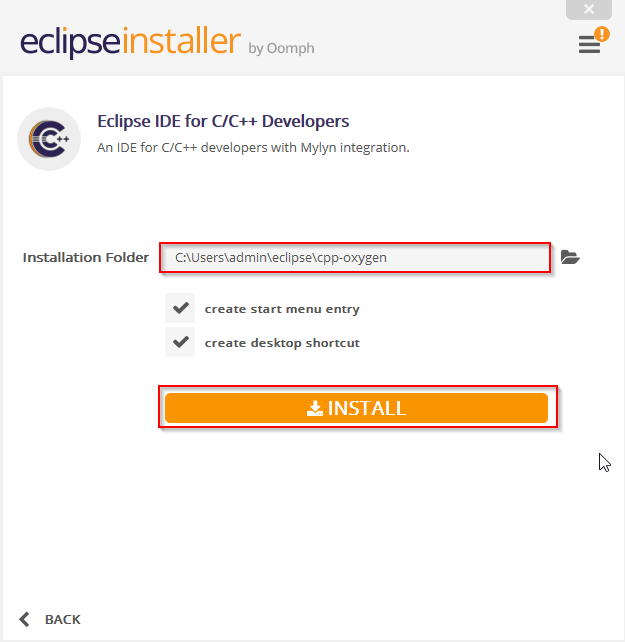 eclipseinstaller by Oomph
!
C++
Eclipse IDE for C/C++ Developers
An IDE for C/C++ developers with Mylyn integration.
Installation Folder C:\Users\admin\eclipse\cpp-oxygen
create start menu entry
create desktop shortcut
INSTALL
BACK